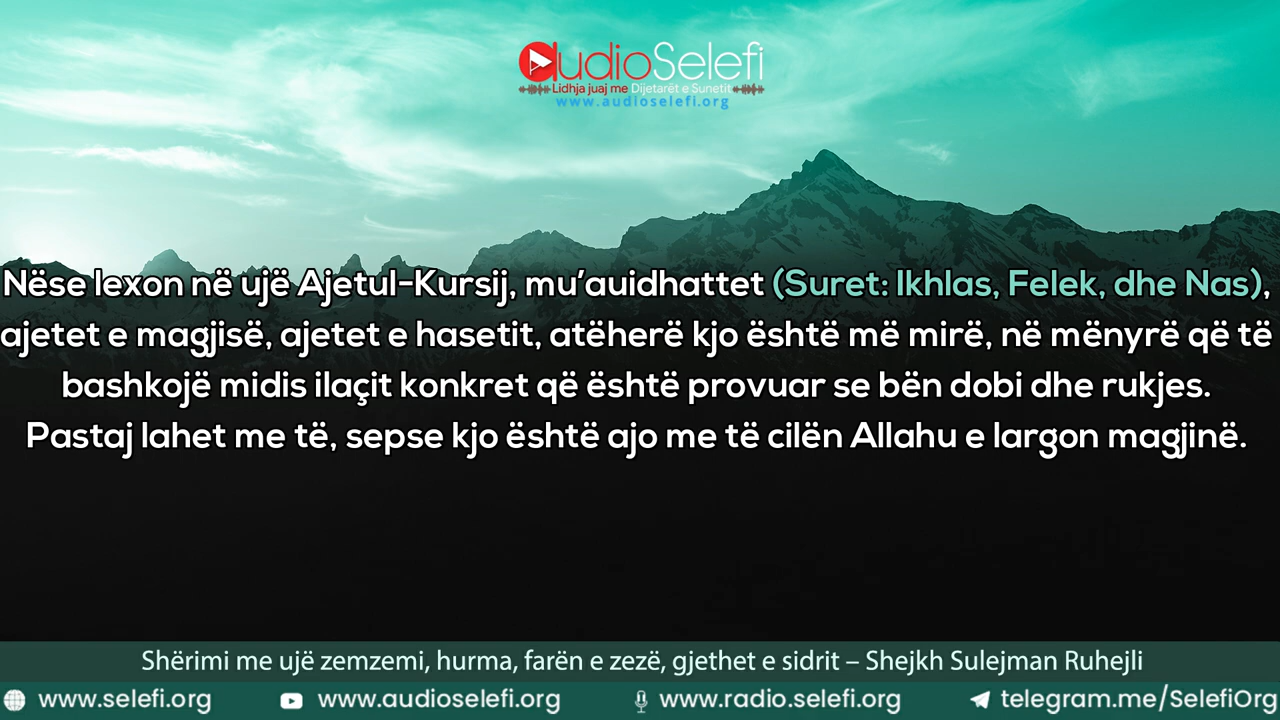 audioSelefi
Lidhja juaj me Dijetarët e Sunetit
www.audioselefi.org
Nëse lexon në ujë Ajetul-Kursij, mu'auidhattet (Suret: Ikhlas, Felek, dhe Nas),
ajetet e magjisë, ajetet e hasetit, atëherë kjo është më mirë, në mënyrë që të
bashkojë midis ilaçit konkret që është provuar se bën dobi dhe rukjes.
Pastaj lahet me të, sepse kjo është ajo me të cilën Allahu e largon magjinë.
Shërimi me ujë zemzemi, hurma, farën e zezë, gjethet e sidrit – Shejkh Sulejman Ruhejli
www.selefi.org www.audioselefi.org www.radio.selefi.org telegram.me/SelefiOrg